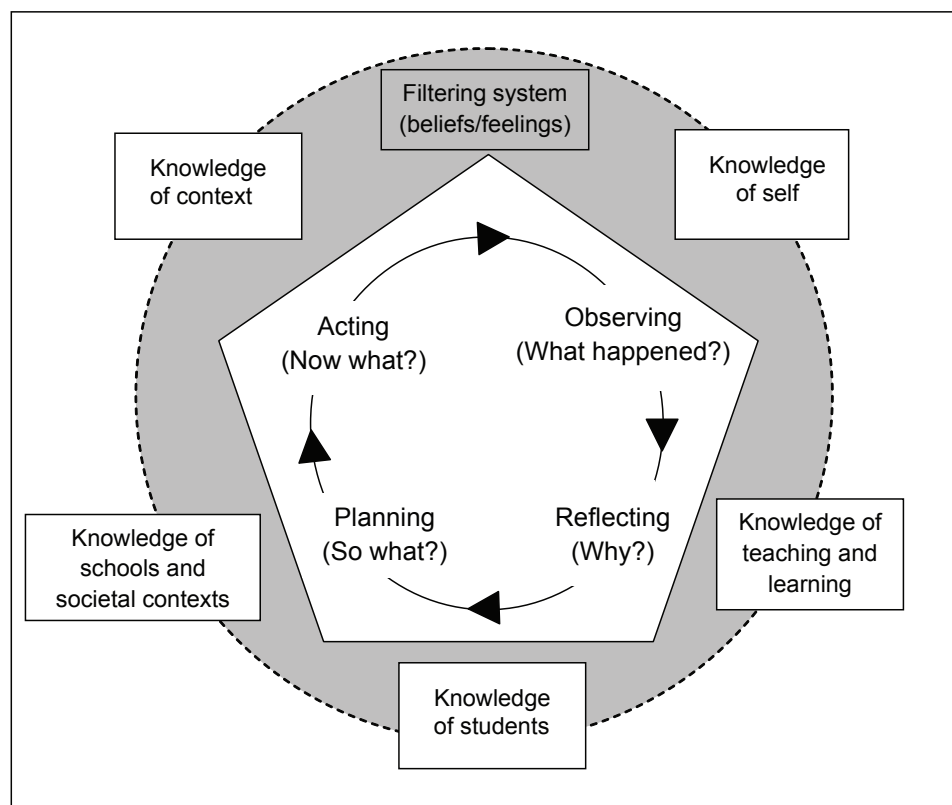 Filtering system
(beliefs/feelings)
Knowledge
of context
Knowledge
of self
Acting
(Now what?)
Observing
(What happened?)
Planning
(So what?)
Reflecting
(Why?)
Knowledge of
schools and
societal contexts
Knowledge of
teaching and
learning
Knowledge
of students